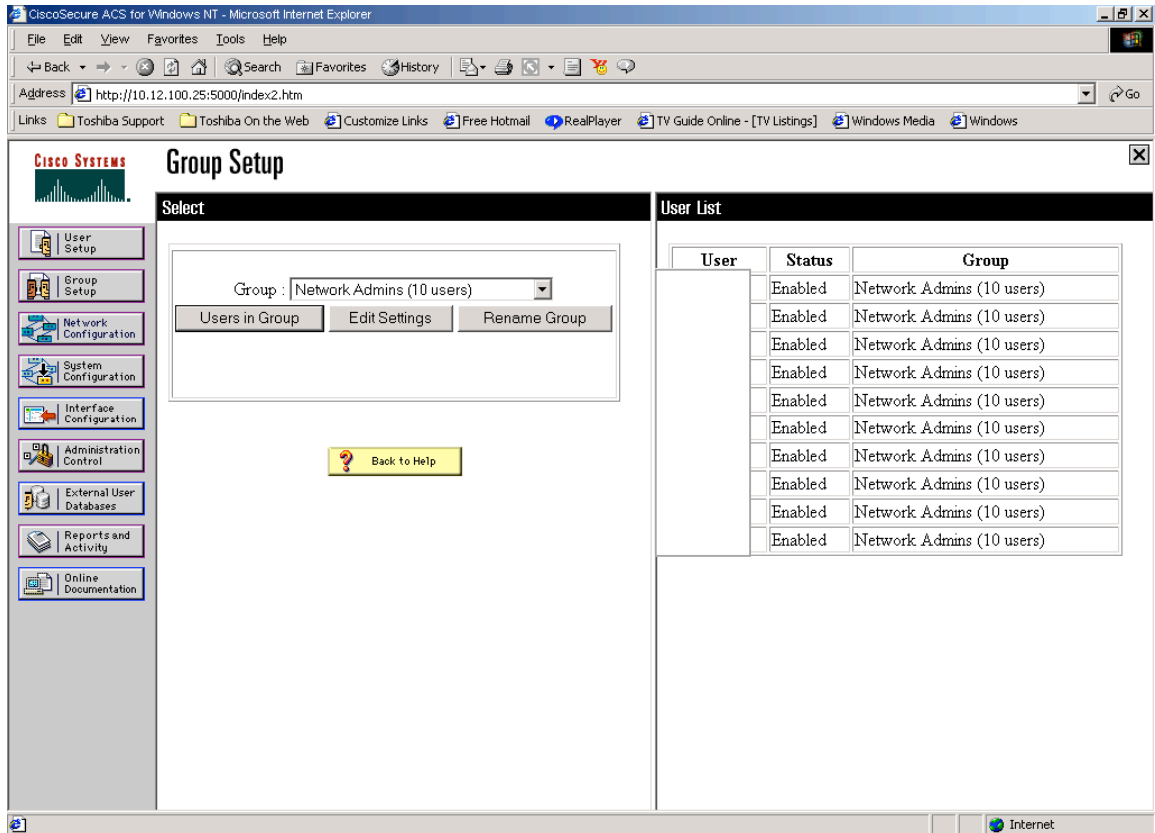 CiscoSecure ACS for Windows NT - Microsoft Internet Explorer
File Edit View Favorites Tools Help
Back Search Favorites History
Address http://10.12.100.25:5000/index2.htm Go
Links Toshiba Support Toshiba On the Web Customize Links Free Hotmail RealPlayer TV Guide Online - [TV Listings] Windows Media Windows
CISCO SYSTEMS
Group Setup
User Setup
Group Setup
Network Configuration
System Configuration
Interface Configuration
Administration Control
External User Databases
Reports and Activity
Online Documentation
Select
Group : Network Admins (10 users)
Users in Group Edit Settings Rename Group
Back to Help
User List
User Status Group
Enabled Network Admins (10 users)
Enabled Network Admins (10 users)
Enabled Network Admins (10 users)
Enabled Network Admins (10 users)
Enabled Network Admins (10 users)
Enabled Network Admins (10 users)
Enabled Network Admins (10 users)
Enabled Network Admins (10 users)
Enabled Network Admins (10 users)
Enabled Network Admins (10 users)
Internet